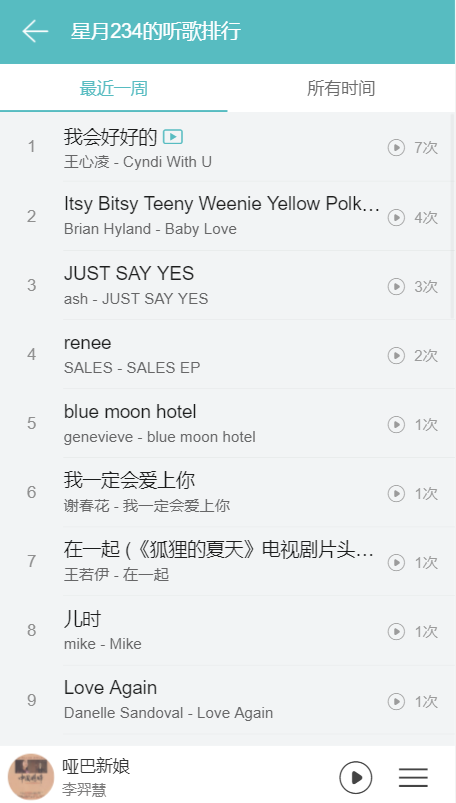 星月234的听歌排行
最近一周
所有时间
1
我会好好的
王心凌 - Cyndi With U
7次
2
Itsy Bitsy Teeny Weenie Yellow Polk…
Brian Hyland - Baby Love
4次
3
JUST SAY YES
ash - JUST SAY YES
3次
4
renee
SALES - SALES EP
2次
5
blue moon hotel
genevieve - blue moon hotel
1次
6
我一定会爱上你
谢春花 - 我一定会爱上你
1次
7
在一起 (《狐狸的夏天》电视剧片头…
王若伊 - 在一起
1次
8
儿时
mike - Mike
1次
9
Love Again
Danelle Sandoval - Love Again
1次
哑巴新娘
李羿慧